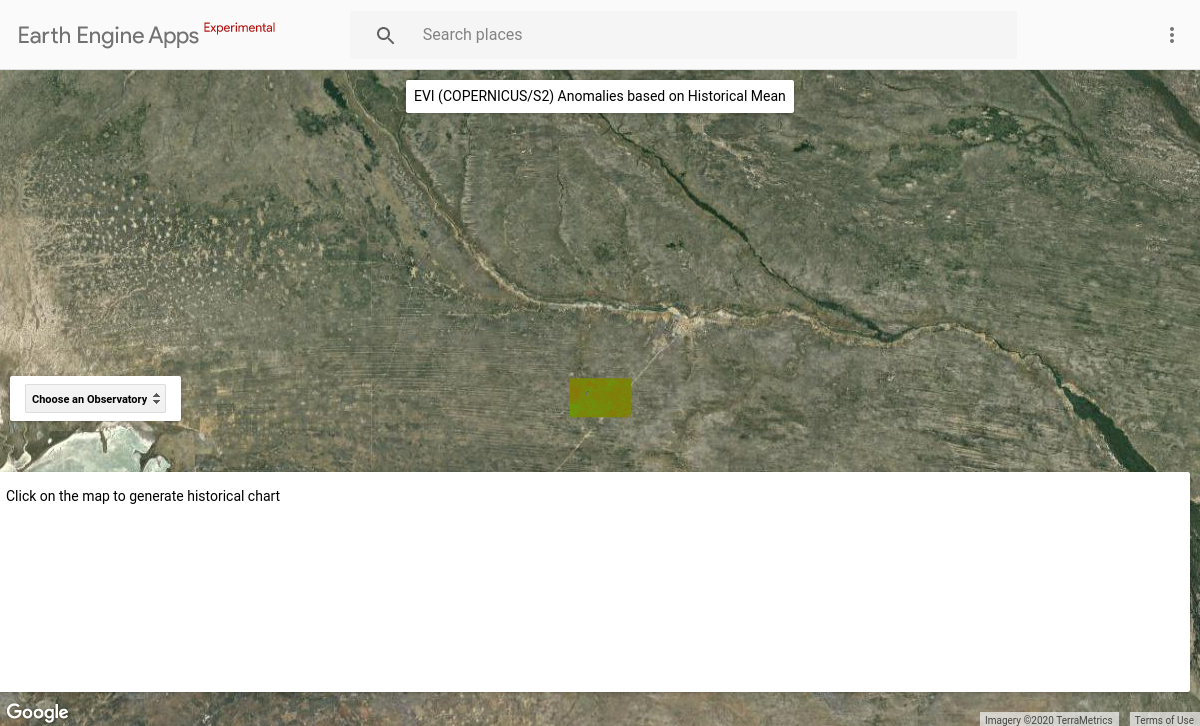 Earth Engine Apps Experimental
Search places
EVI (COPERNICUS/S2) Anomalies based on Historical Mean
Choose an Observatory
Click on the map to generate historical chart
Google
Imagery ©2020 TerraMetrics
Terms of Use